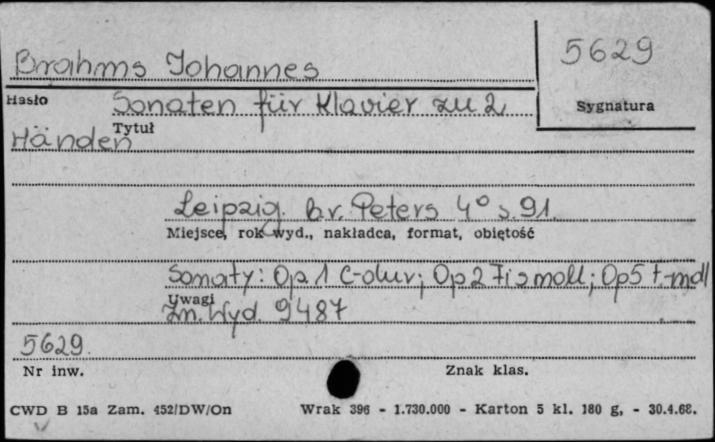 Brahms Johannes
5629
Hasło
Sygnatura
Sonaten für Klavier zu 2
Tytuł
Händen
Leipzig. br. Peters 4° s. 91.
Miejsce, rok wyd., nakładca, format, objętość
Sonaty: Op. 1 C-dur; Op 2 Fis moll; Op 5 f-moll
Uwagi
Zn. Wyd. 9487
5629.
Nr inw.
Znak klas.
CWD B 15a Zam. 452/DW/On
Wrak 396 - 1.730.000 - Karton 5 kl. 180 g, - 30.4.68.